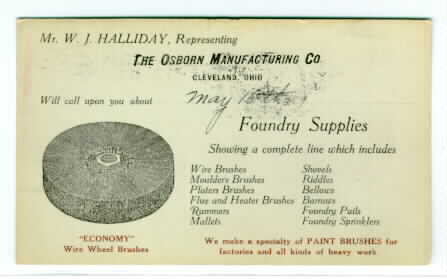 Mr. W. J. HALLIDAY, Representing
THE OSBORN MANUFACTURING CO.
CLEVELAND, OHIO
Will call upon you about
May
Foundry Supplies
Showing a complete line which includes
Wire Brushes
Moulders Brushes
Platers Brushes
Flue and Heater Brushes
Rammers
Mallets
Shovels
Riddles
Bellows
Barrows
Foundry Pails
Foundry Sprinklers
"ECONOMY"
Wire Wheel Brushes
We make a specialty of PAINT BRUSHES for
factories and all kinds of heavy work